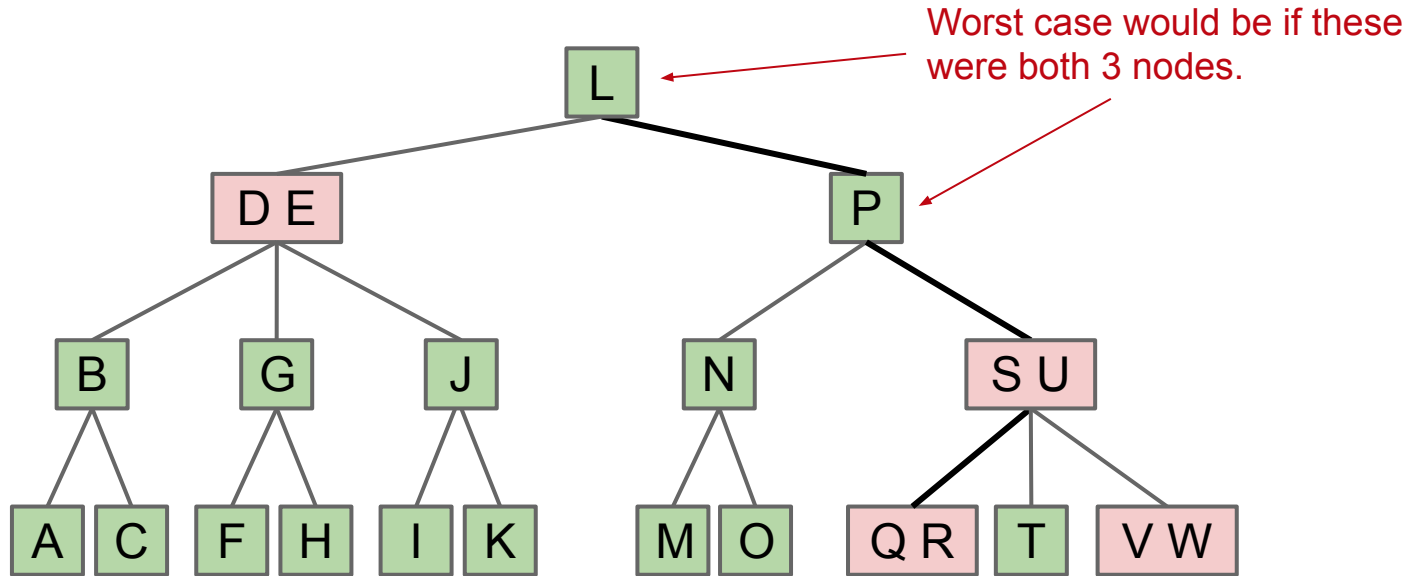 Worst case would be if these
were both 3 nodes.
L
D E
P
B
G
J
N
S U
A
C
F
H
I
K
M
O
Q R
T
V W